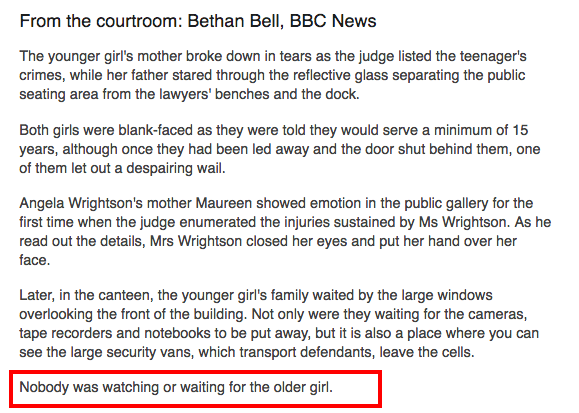 From the courtroom: Bethan Bell, BBC News
The younger girl's mother broke down in tears as the judge listed the teenager's
crimes, while her father stared through the reflective glass separating the public
seating area from the lawyers' benches and the dock.
Both girls were blank-faced as they were told they would serve a minimum of 15
years, although once they had been led away and the door shut behind them, one
of them let out a despairing wail.
Angela Wrightson's mother Maureen showed emotion in the public gallery for the
first time when the judge enumerated the injuries sustained by Ms Wrightson. As he
read out the details, Mrs Wrightson closed her eyes and put her hand over her
face.
Later, in the canteen, the younger girl's family waited by the large windows
overlooking the front of the building. Not only were they waiting for the cameras,
tape recorders and notebooks to be put away, but it is also a place where you can
see the large security vans, which transport defendants, leave the cells.
Nobody was watching or waiting for the older girl.